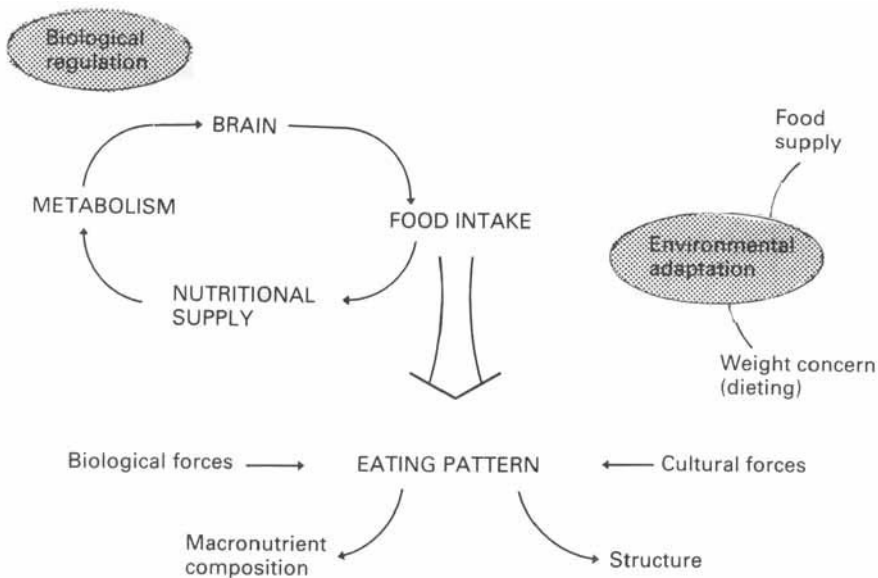 Biological
regulation
BRAIN
Food
supply
METABOLISM
FOOD INTAKE
Environmental
adaptation
NUTRITIONAL
SUPPLY
Weight concern
(dieting)
Biological forces
EATING PATTERN
Cultural forces
Macronutrient
composition
Structure